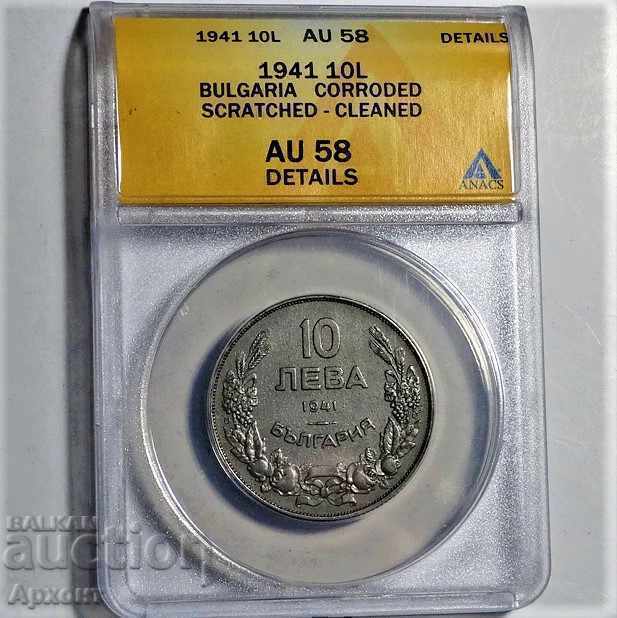 1941 10L AU 58 DETAILS
1941 10L
BULGARIA CORRODED
SCRATCHED - CLEANED
AU 58
DETAILS
ANACS
10
ЛЕВА
1941
БЪЛГАРИЯ
BALKAN
auction
Архонт